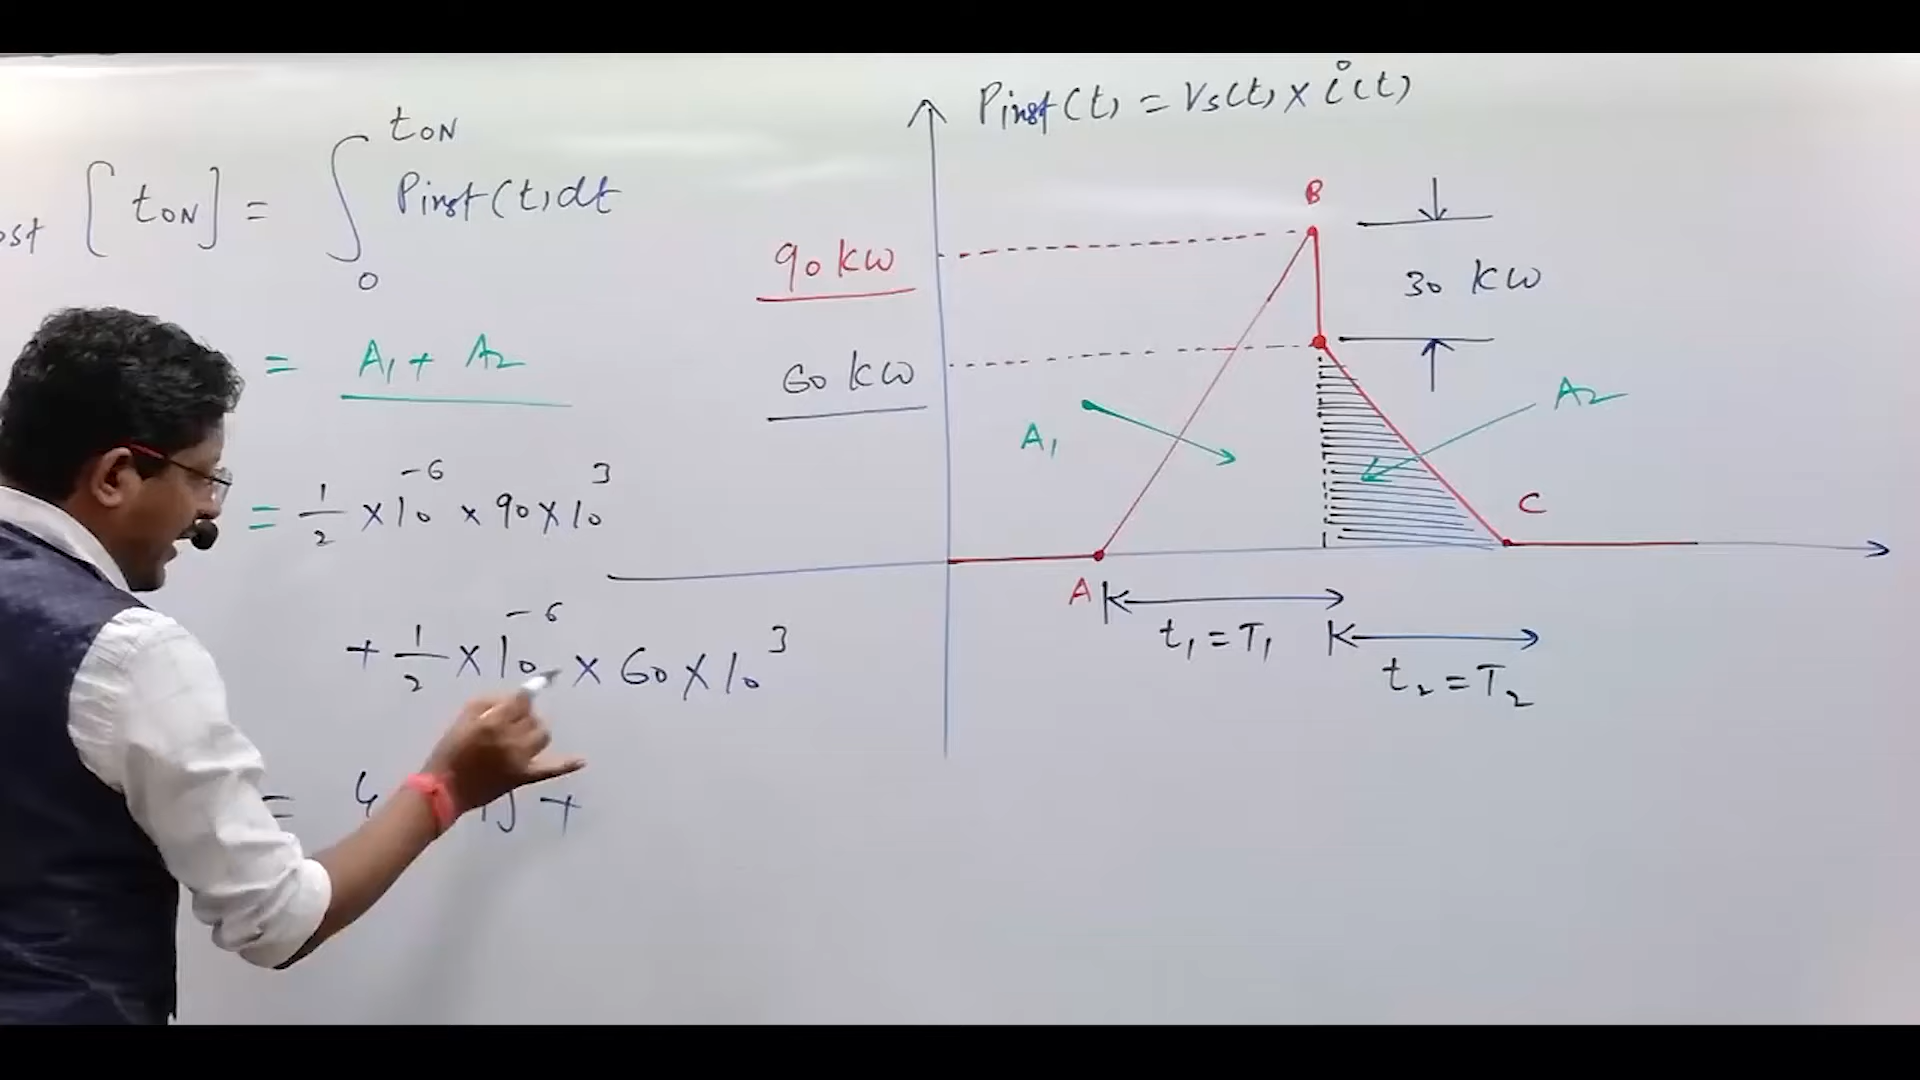 ost [tON] = ∫₀^tON Pinst(t)dt
= A1 + A2
= 1/2 × 10^-6 × 90 × 10^3
+ 1/2 × 10^-6 × 60 × 10^3
= 4 +
Pinst(t) = Vs(t) × i(t)
90 KW
60 KW
B
30 KW
A1
A2
C
A
t1 = T1
t2 = T2